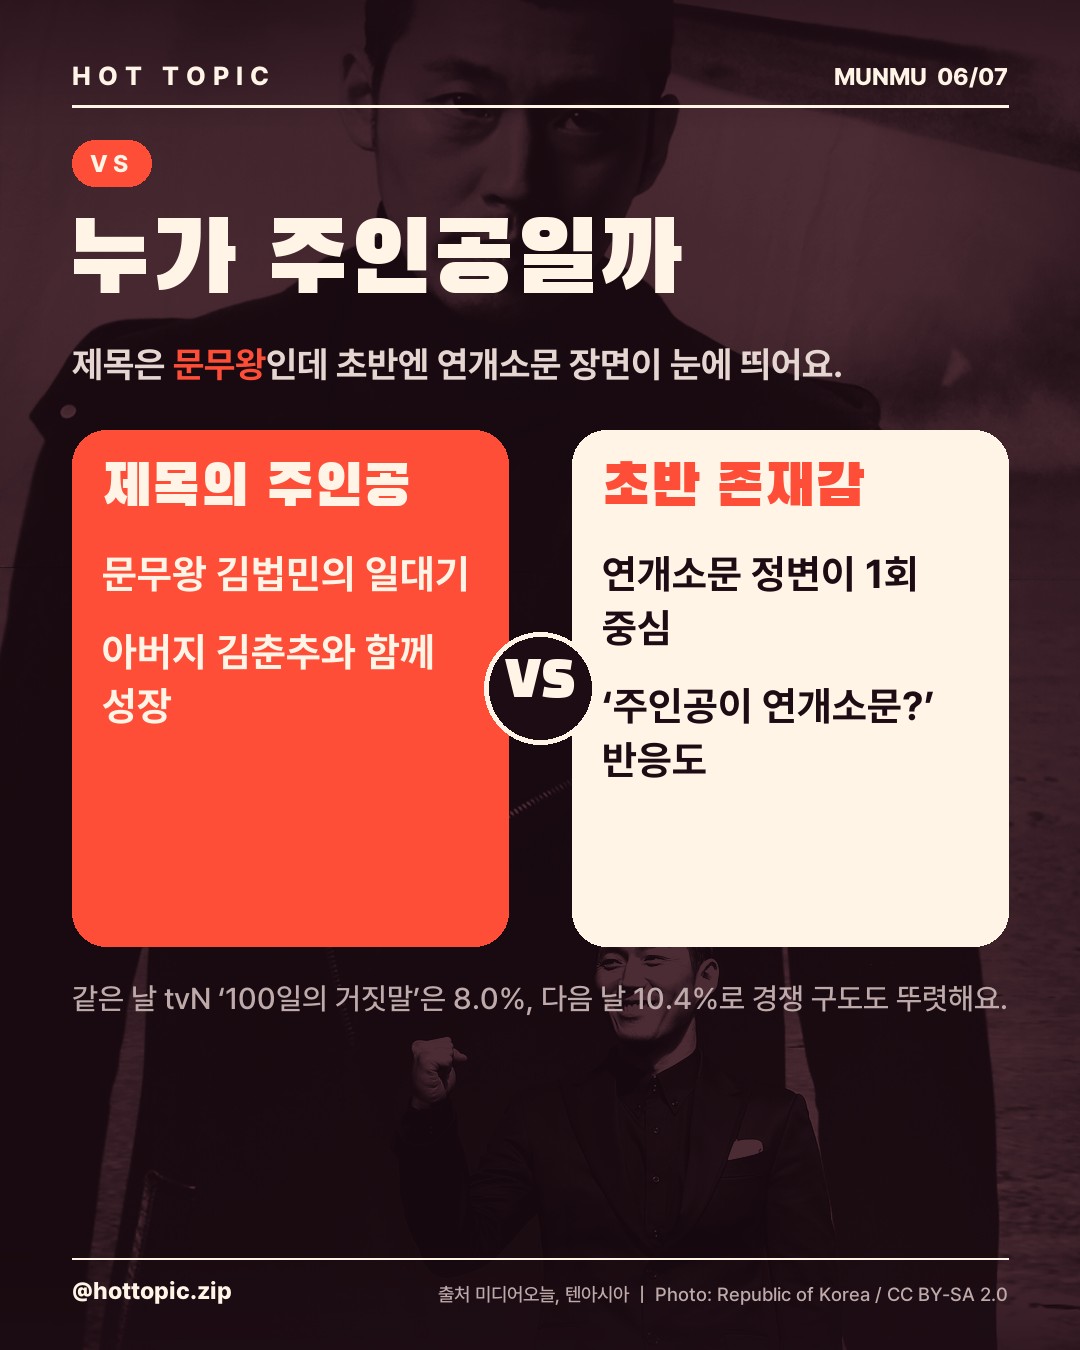 HOT TOPIC
MUNMU 06/07
VS
누가 주인공일까
제목은 문무왕인데 초반엔 연개소문 장면이 눈에 띄어요.
제목의 주인공
문무왕 김법민의 일대기
아버지 김춘추와 함께
성장
VS
초반 존재감
연개소문 정변이 1회
중심
‘주인공이 연개소문?’
반응도
같은 날 tvN ‘100일의 거짓말’은 8.0%, 다음 날 10.4%로 경쟁 구도도 뚜렷해요.
@hottopic.zip
출처 미디어오늘, 텐아시아 | Photo: Republic of Korea / CC BY-SA 2.0